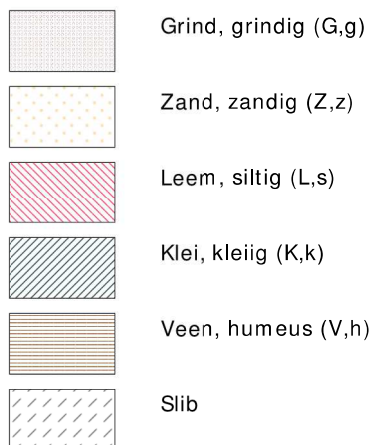 Grind, grindig (G,g)
Zand, zandig (Z,z)
Leem, siltig (L,s)
Klei, kleiig (K,k)
Veen, humeus (V,h)
Slib